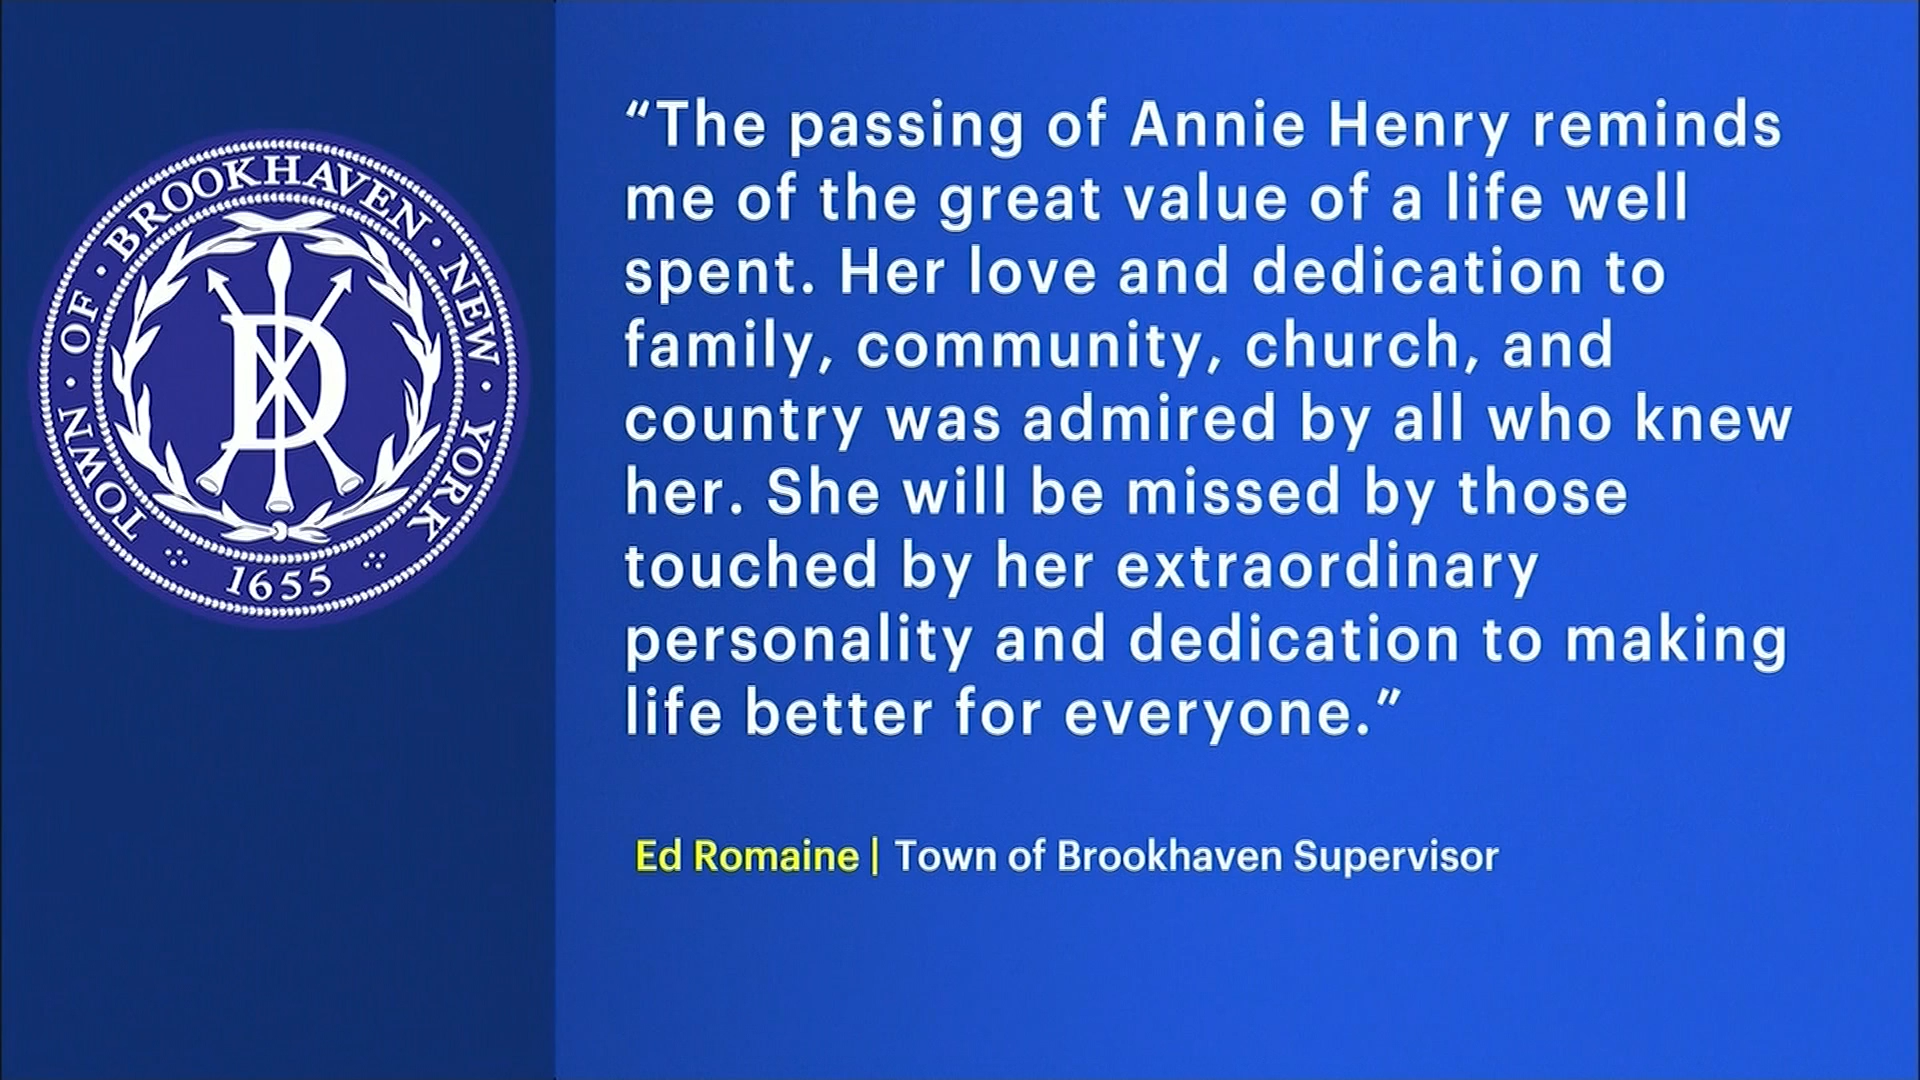 TOWN · OF · BROOKHAVEN · NEW · YORK
1655
“The passing of Annie Henry reminds
me of the great value of a life well
spent. Her love and dedication to
family, community, church, and
country was admired by all who knew
her. She will be missed by those
touched by her extraordinary
personality and dedication to making
life better for everyone.”
Ed Romaine | Town of Brookhaven Supervisor